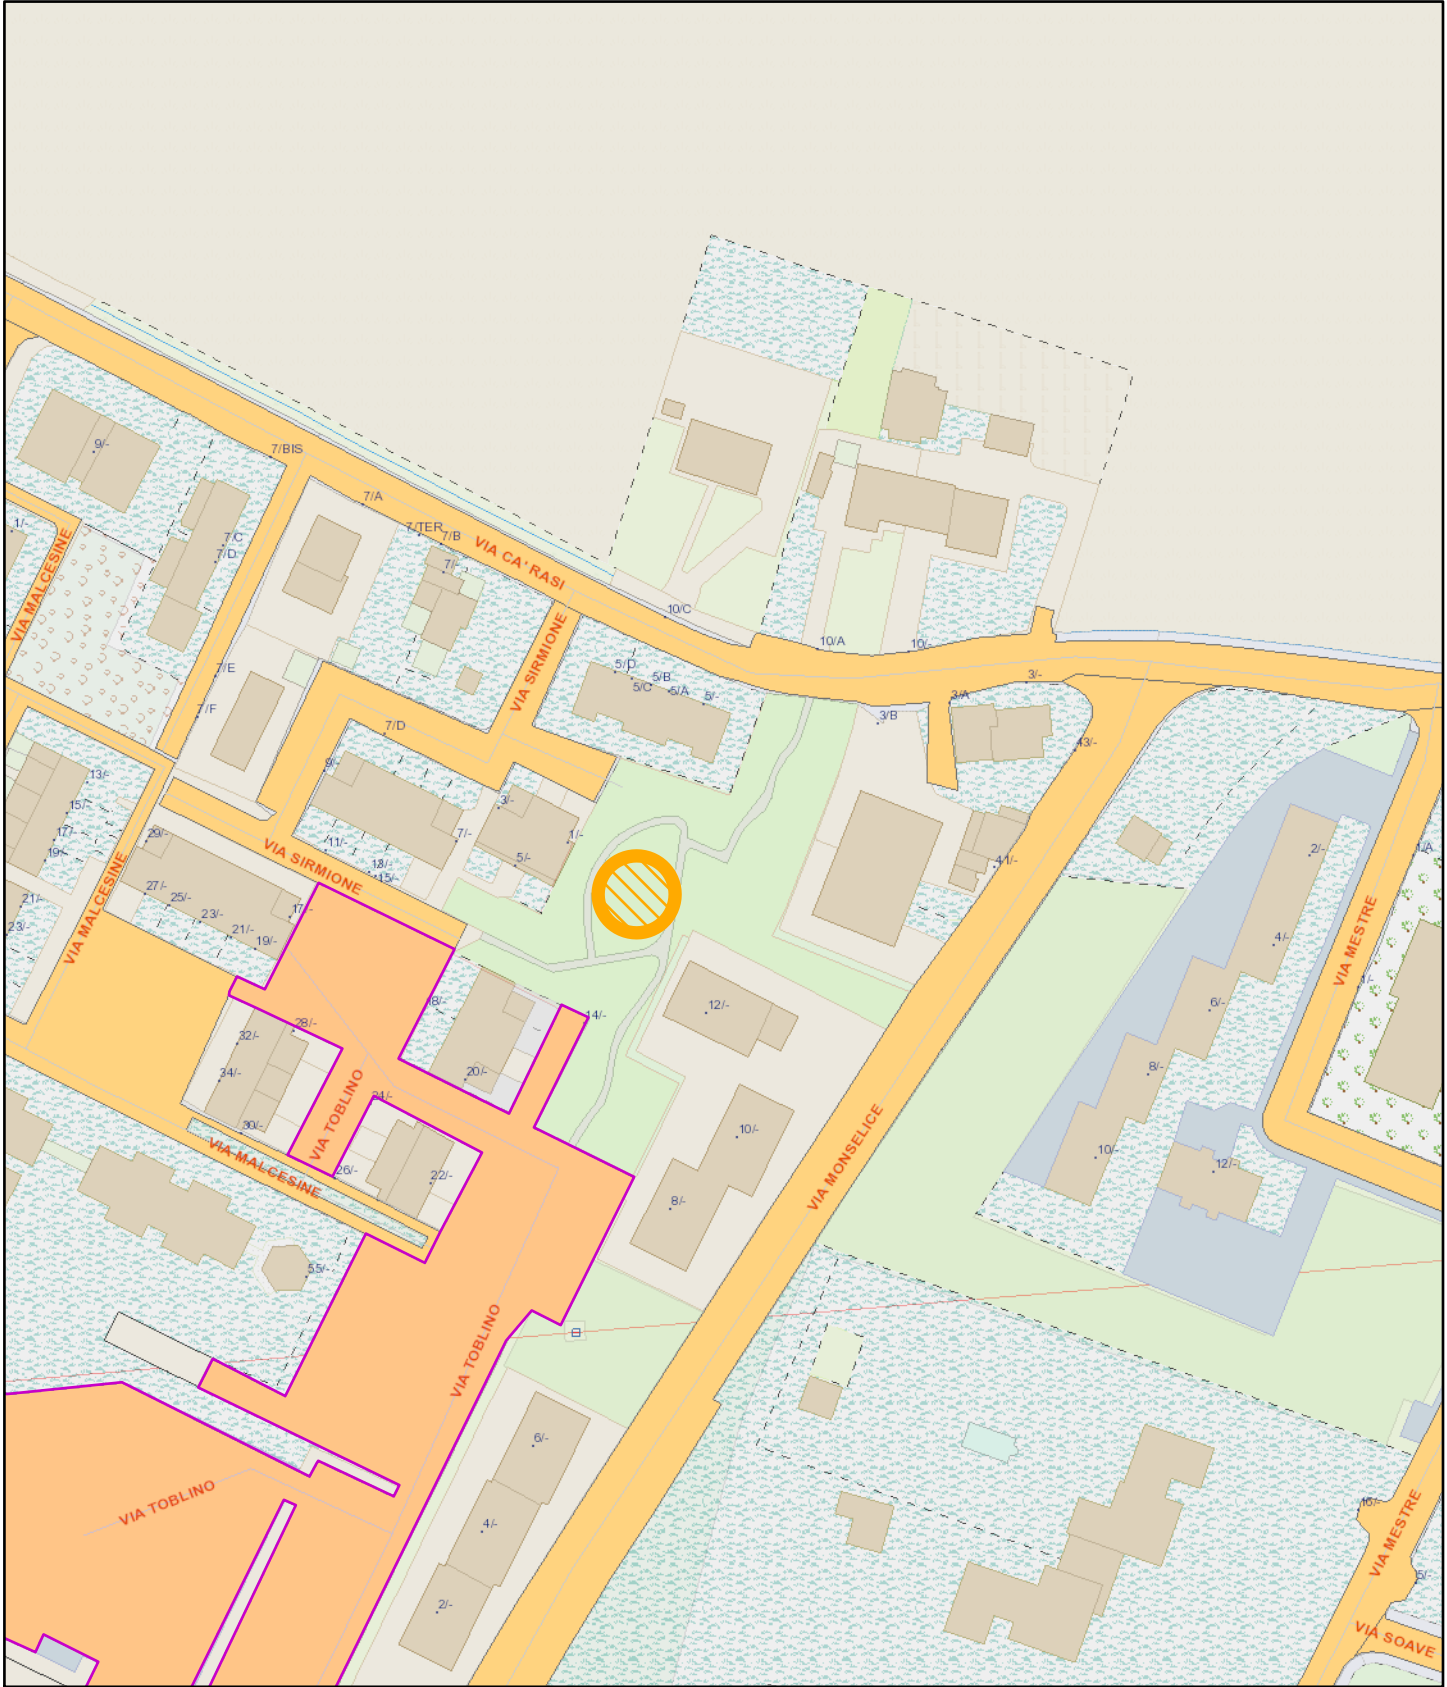 7/BIS
9/-
7/A
1/-
7/C
7/D
7/TER
7/B
7/-
VIA CA' RASI
VIA MALCESINE
10/C
10/A
10/-
VIA SIRMIONE
5/D
5/C
5/B
5/A
5/-
7/E
7/F
3/-
3/A
3/B
43/-
7/D
9/-
13/-
15/-
17/-
19/-
3/-
1/-
7/-
5/-
29/-
11/-
13/-
15/-
VIA SIRMIONE
41/-
2/-
1/A
VIA MALCESINE
21/-
23/-
27/-
25/-
23/-
21/-
19/-
17/-
4/-
VIA MESTRE
1/-
6/-
18/-
14/-
12/-
32/-
28/-
34/-
20/-
8/-
VIA TOBLINO
24/-
30/-
26/-
22/-
10/-
VIA MONSELICE
10/-
12/-
VIA MALCESINE
8/-
55/-
VIA TOBLINO
6/-
VIA TOBLINO
4/-
2/-
16/-
VIA MESTRE
5/-
VIA SOAVE